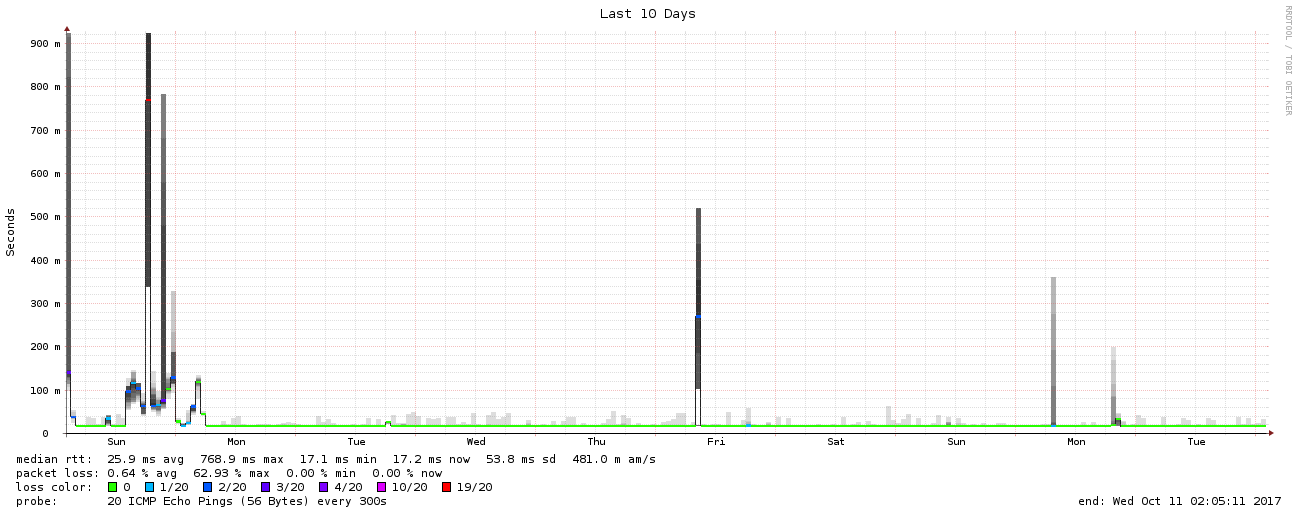 Last 10 Days
RRDTOOL / TOBI OETIKER
Seconds
900 m
800 m
700 m
600 m
500 m
400 m
300 m
200 m
100 m
0
Sun Mon Tue Wed Thu Fri Sat Sun Mon Tue
median rtt: 25.9 ms avg 768.9 ms max 17.1 ms min 17.2 ms now 53.8 ms sd 481.0 m am/s
packet loss: 0.64 % avg 62.93 % max 0.00 % min 0.00 % now
loss color: 0 1/20 2/20 3/20 4/20 10/20 19/20
probe: 20 ICMP Echo Pings (56 Bytes) every 300s end: Wed Oct 11 02:05:11 2017